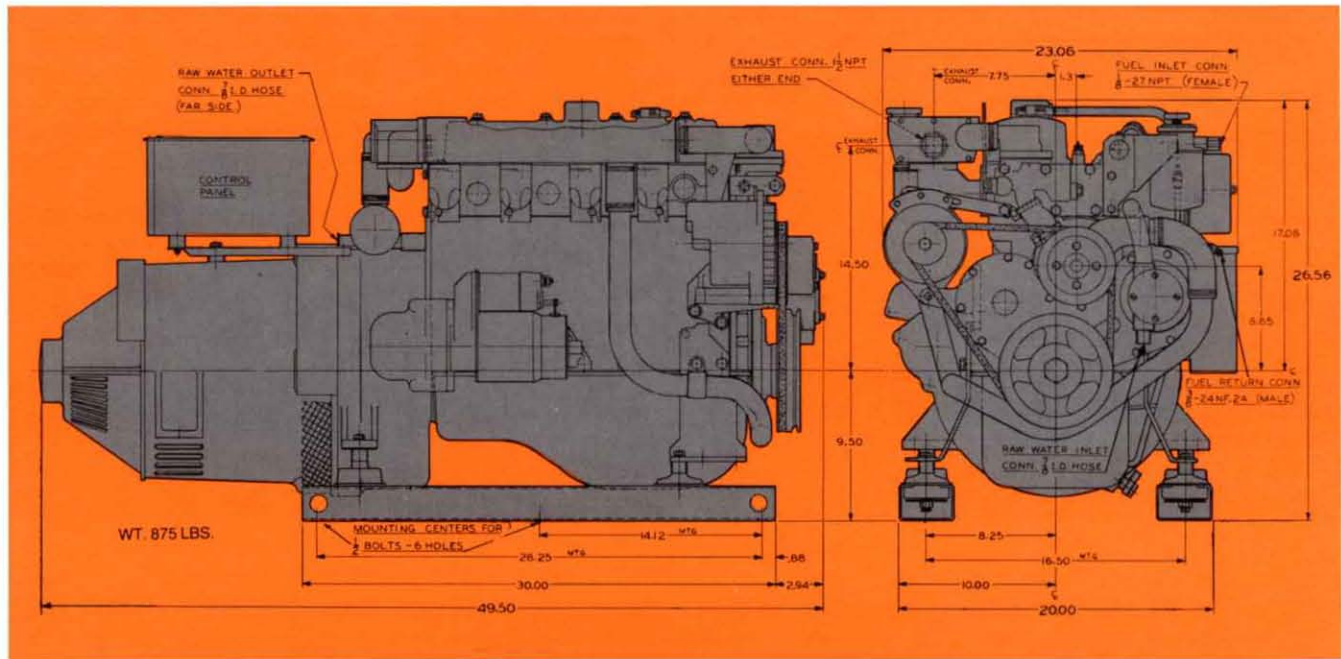 RAW WATER OUTLET
CONN. 7/8 I.D. HOSE
(FAR SIDE)
CONTROL
PANEL
WT. 875 LBS.
MOUNTING CENTERS FOR
1/2 BOLTS - 6 HOLES
14.12 MTG
28.25 MTG
.88
30.00
2.94
49.50
14.50
9.50
EXHAUST CONN. 1 1/2 NPT
EITHER END
23.06
EXHAUST
CONN.
7.75
1.3
FUEL INLET CONN.
1/8 -27 NPT (FEMALE)
EXHAUST
CONN.
17.06
26.56
6.65
FUEL RETURN CONN
-24 NF-2A (MALE)
RAW WATER INLET
CONN. 7/8 I.D. HOSE
8.25
16.50 MTG
10.00
20.00